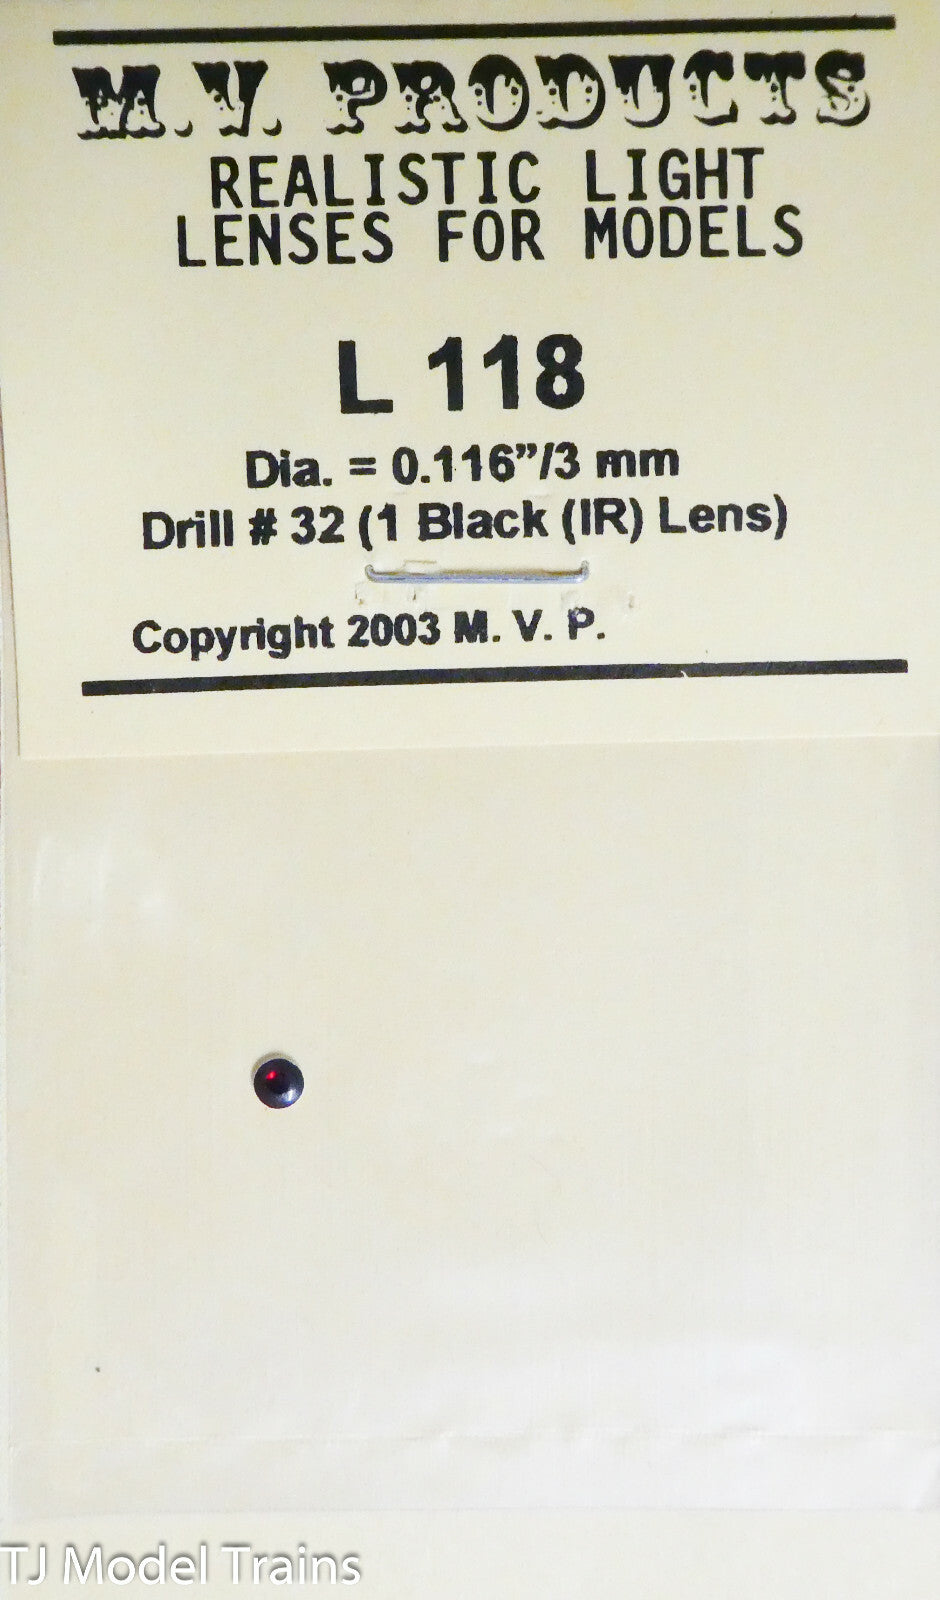 M.V. PRODUCTS
REALISTIC LIGHT
LENSES FOR MODELS
L 118
Dia. = 0.116”/3 mm
Drill # 32 (1 Black (IR) Lens)
Copyright 2003 M. V. P.
TJ Model Trains